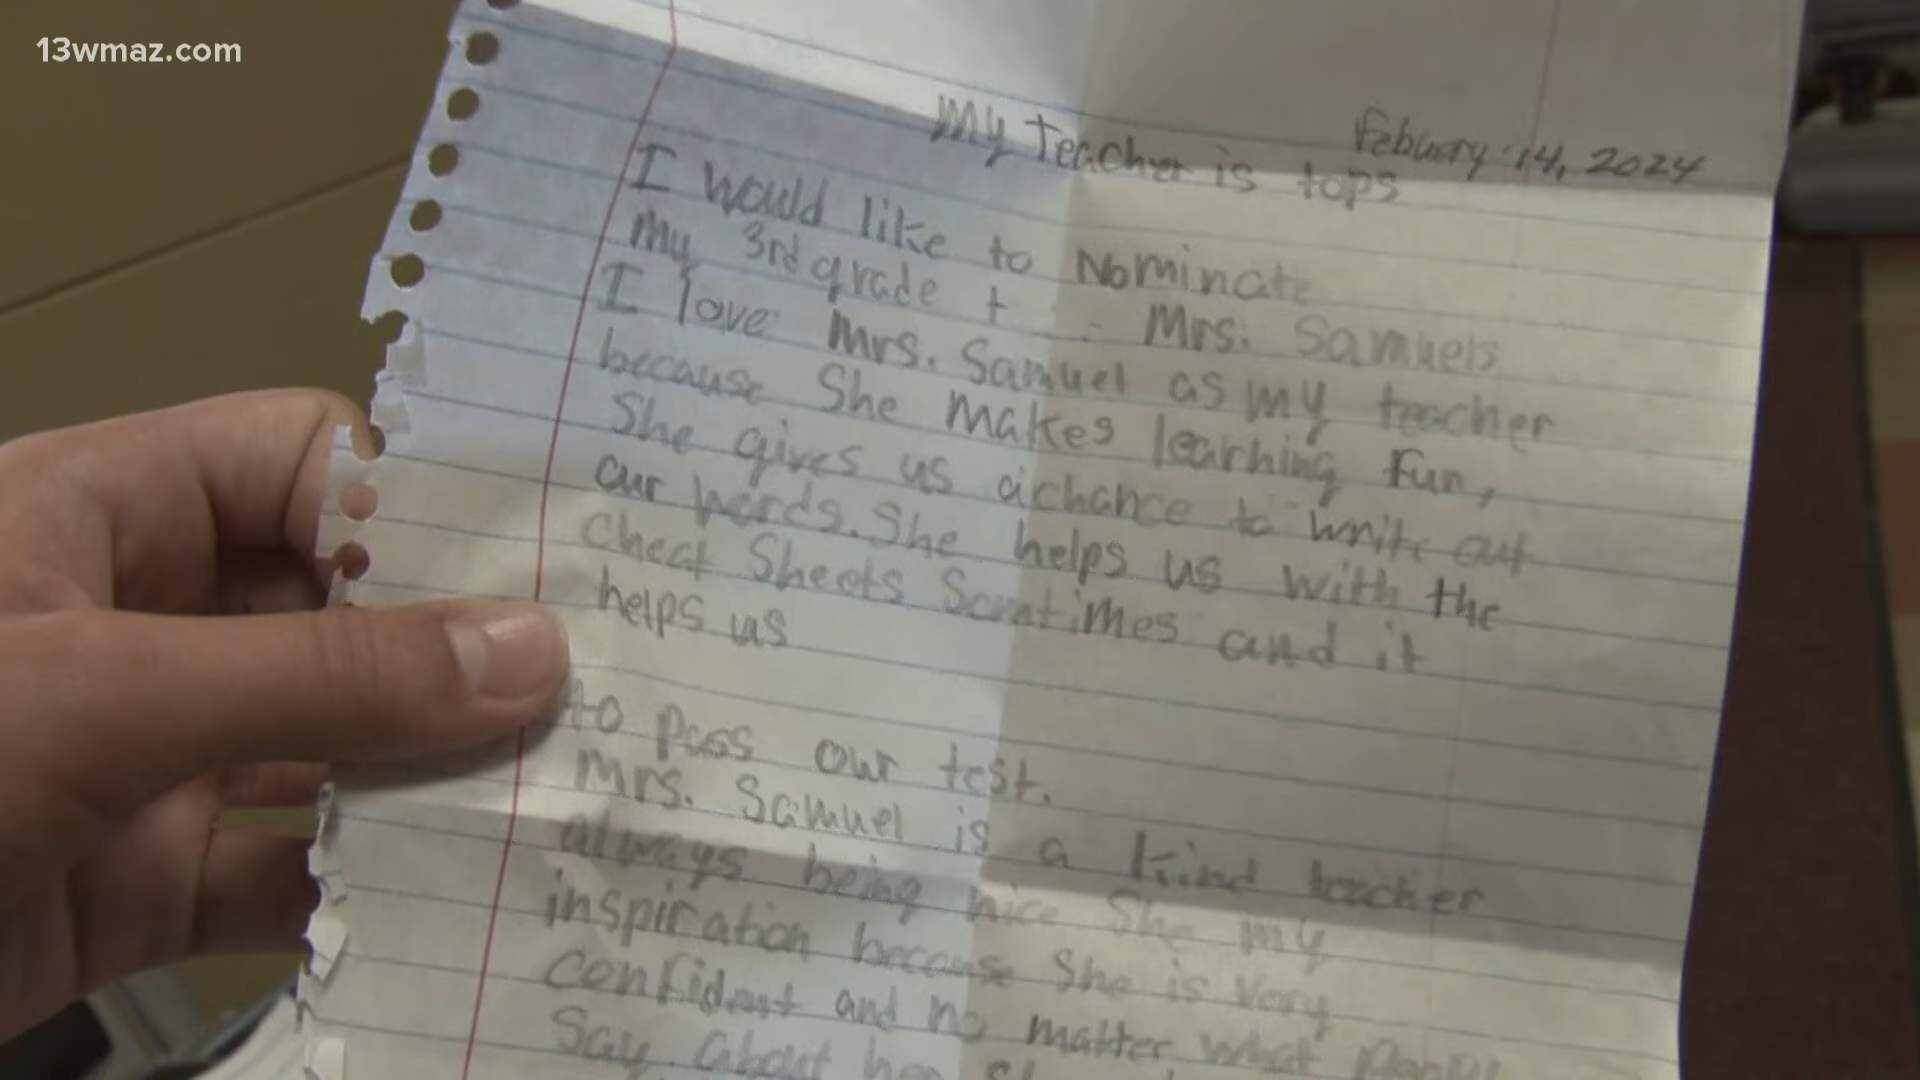 13wmaz.com
Febuary 14, 2024
My Teacher is tops
I would like to Nominate
My 3rd grade t Mrs. Samuels
I love Mrs. Samuel as my teacher
because She makes learning fun,
She gives us a chance to write out
our words. She helps us with the
Cheat Sheets Somtimes and it
helps us
to pass our test.
Mrs. Samuel is a kind teacher
always being nice She my
inspiration because She is very
confident and no matter what
Say about her